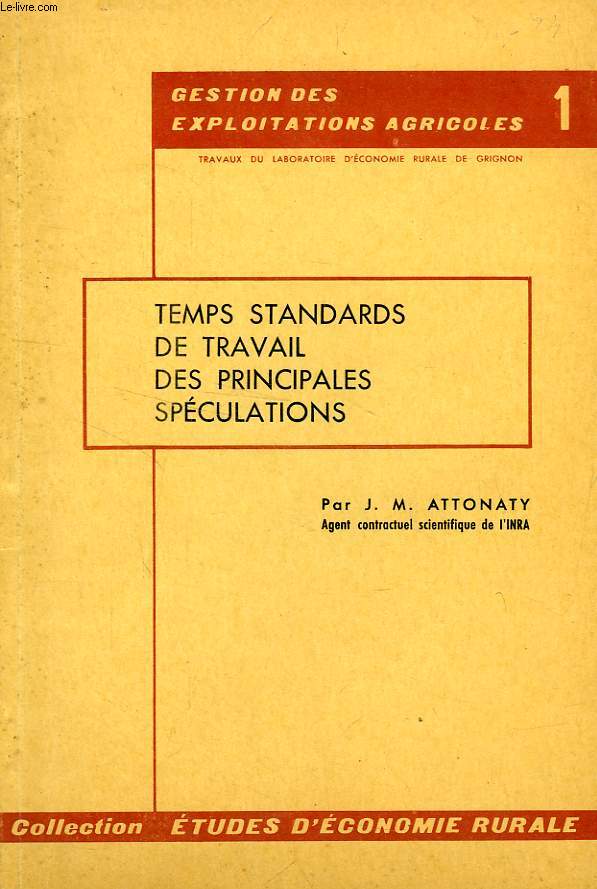 Le-livre.com
GESTION DES
EXPLOITATIONS AGRICOLES 1
TRAVAUX DU LABORATOIRE D'ÉCONOMIE RURALE DE GRIGNON
TEMPS STANDARDS
DE TRAVAIL
DES PRINCIPALES
SPÉCULATIONS
Par J. M. ATTONATY
Agent contractuel scientifique de l'INRA
Collection ÉTUDES D'ÉCONOMIE RURALE